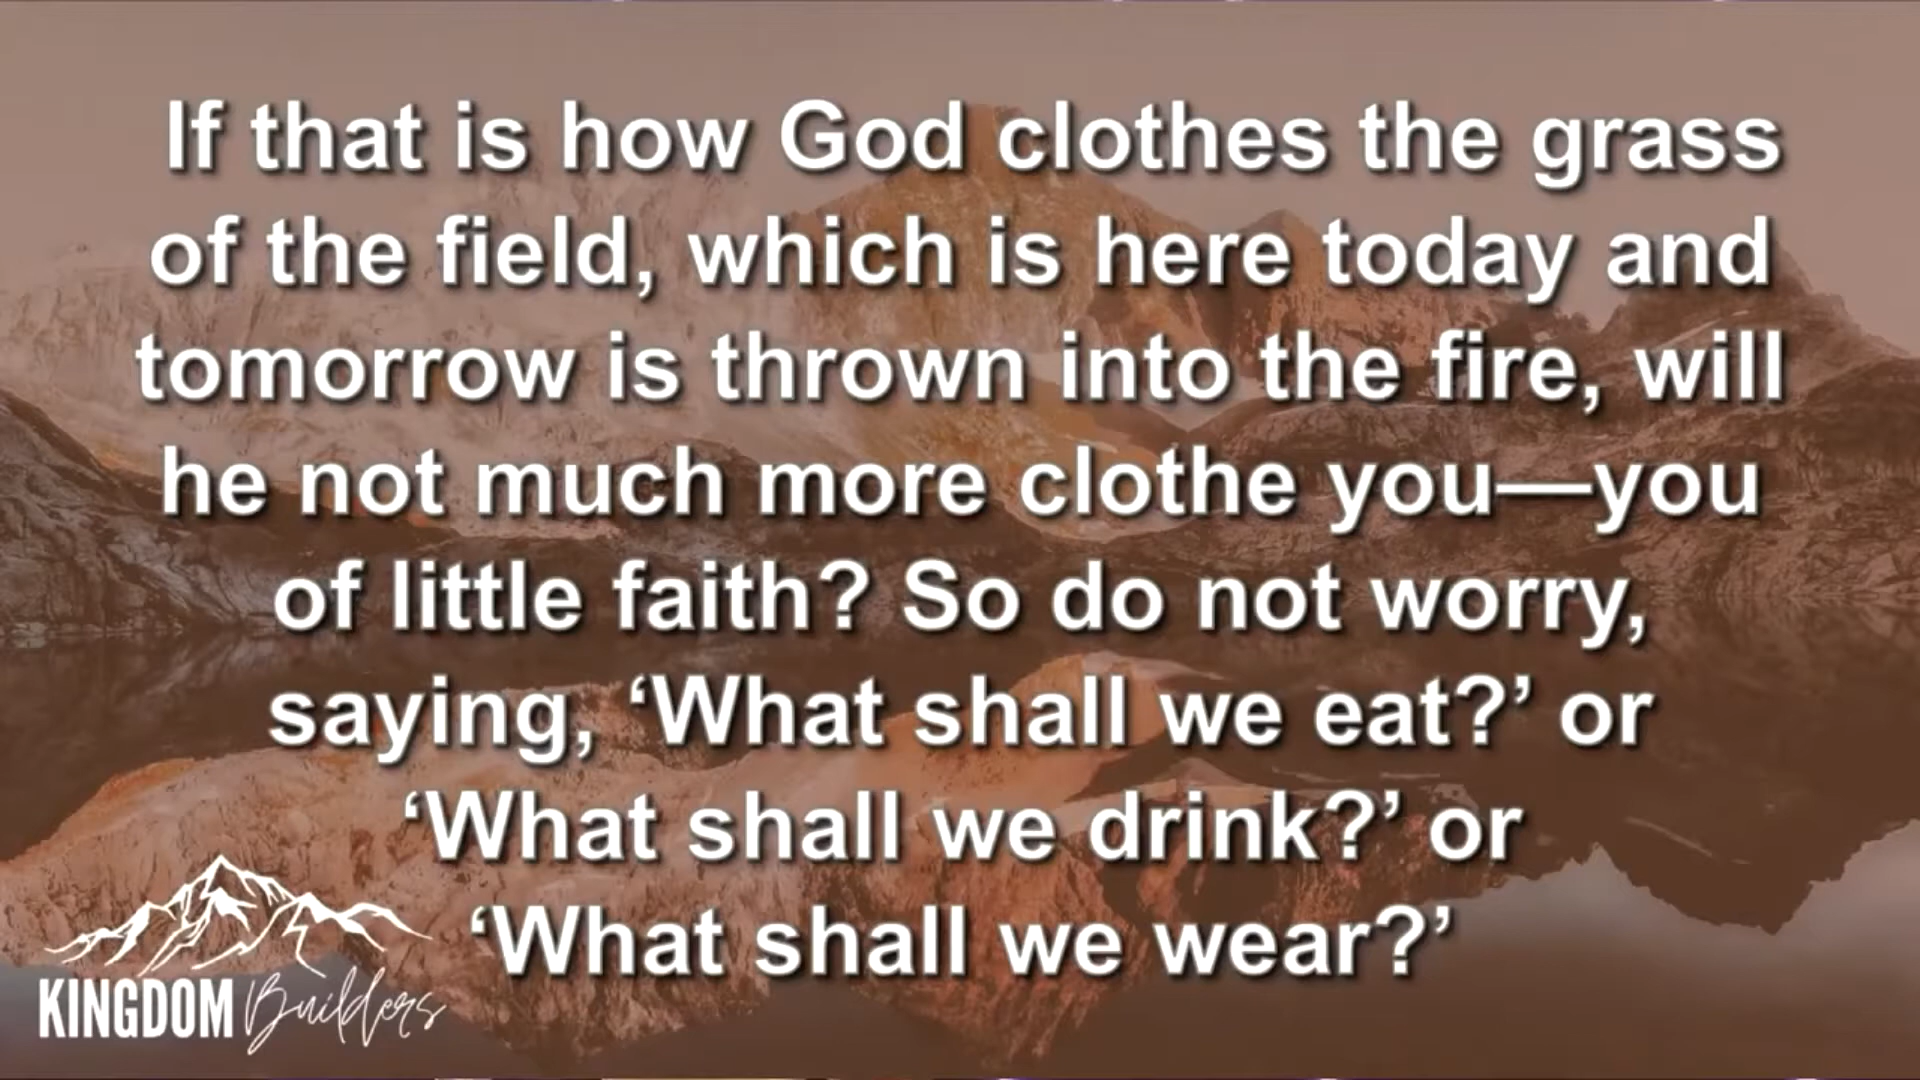 If that is how God clothes the grass
of the field, which is here today and
tomorrow is thrown into the fire, will
he not much more clothe you—you
of little faith? So do not worry,
saying, ‘What shall we eat?’ or
‘What shall we drink?’ or
‘What shall we wear?’
KINGDOM Builders